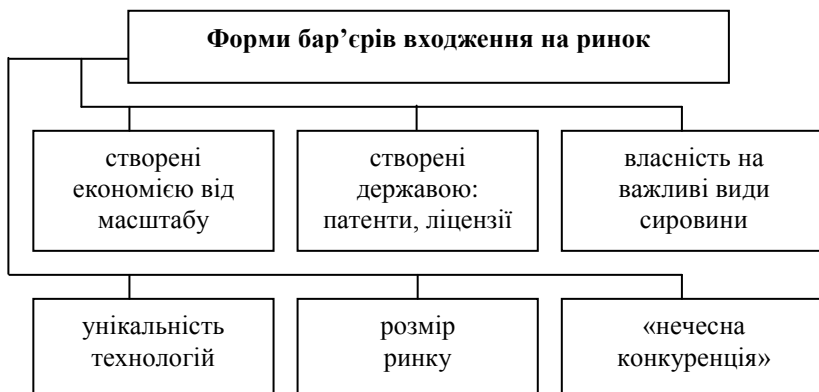 Форми бар’єрів входження на ринок
створені
економією від
масштабу
створені
державою:
патенти, ліцензії
власність на
важливі види
сировини
унікальність
технологій
розмір
ринку
«нечесна
конкуренція»